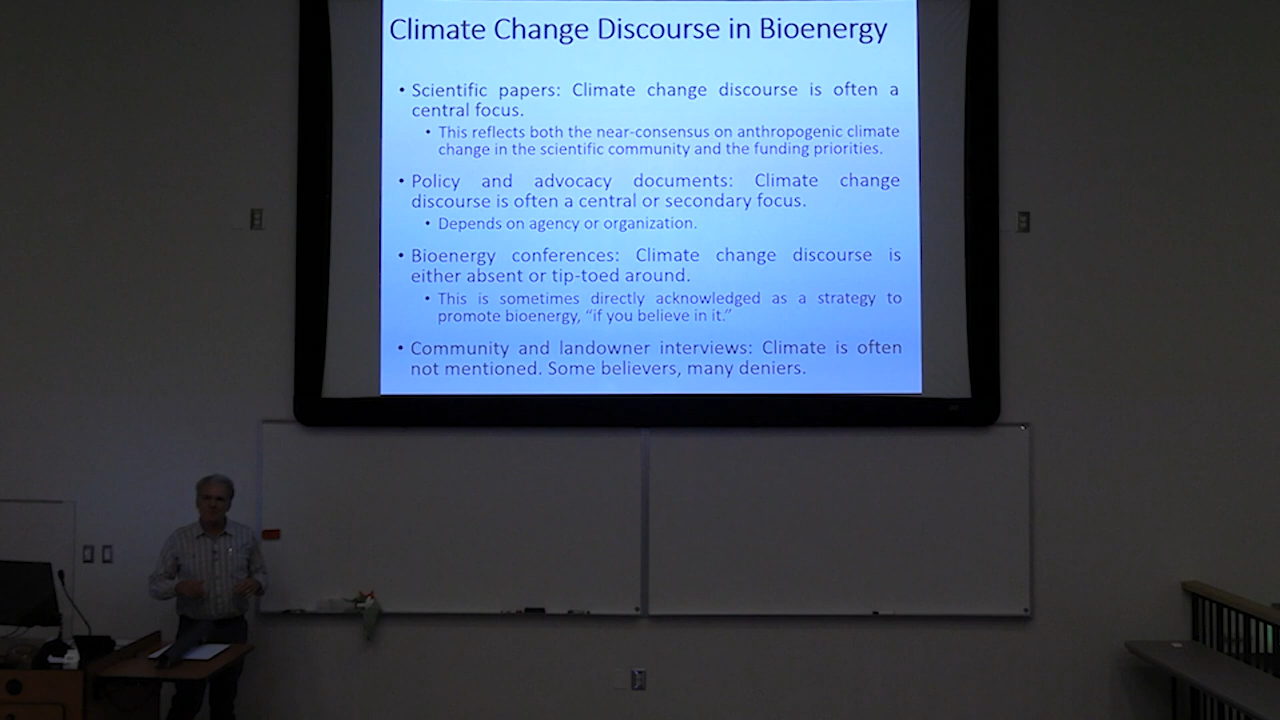 Climate Change Discourse in Bioenergy
• Scientific papers: Climate change discourse is often a
central focus.
• This reflects both the near-consensus on anthropogenic climate
change in the scientific community and the funding priorities.
• Policy and advocacy documents: Climate change
discourse is often a central or secondary focus.
• Depends on agency or organization.
• Bioenergy conferences: Climate change discourse is
either absent or tip-toed around.
• This is sometimes directly acknowledged as a strategy to
promote bioenergy, “if you believe in it.”
• Community and landowner interviews: Climate is often
not mentioned. Some believers, many deniers.